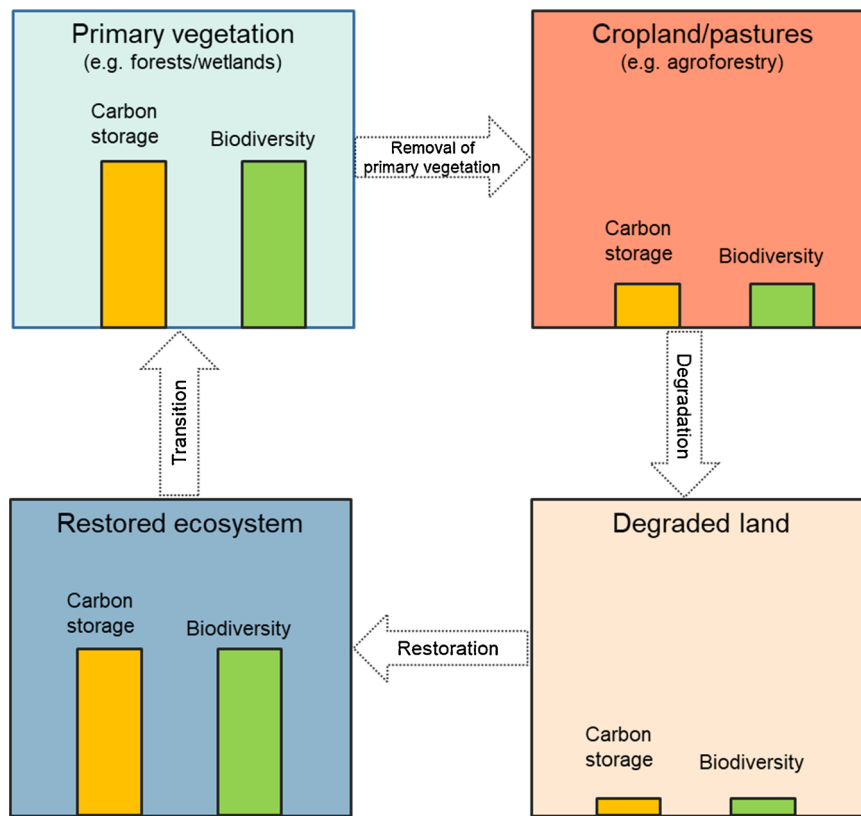 Primary vegetation
(e.g. forests/wetlands)
Carbon
storage
Biodiversity
Removal of
primary vegetation
Cropland/pastures
(e.g. agroforestry)
Carbon
storage
Biodiversity
Degradation
Degraded land
Carbon
storage
Biodiversity
Restoration
Restored ecosystem
Carbon
storage
Biodiversity
Transition